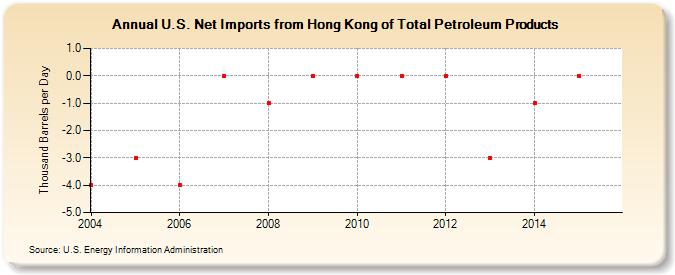 Annual U.S. Net Imports from Hong Kong of Total Petroleum Products
Thousand Barrels per Day
1.0
0.0
-1.0
-2.0
-3.0
-4.0
-5.0
2004 2006 2008 2010 2012 2014
Source: U.S. Energy Information Administration